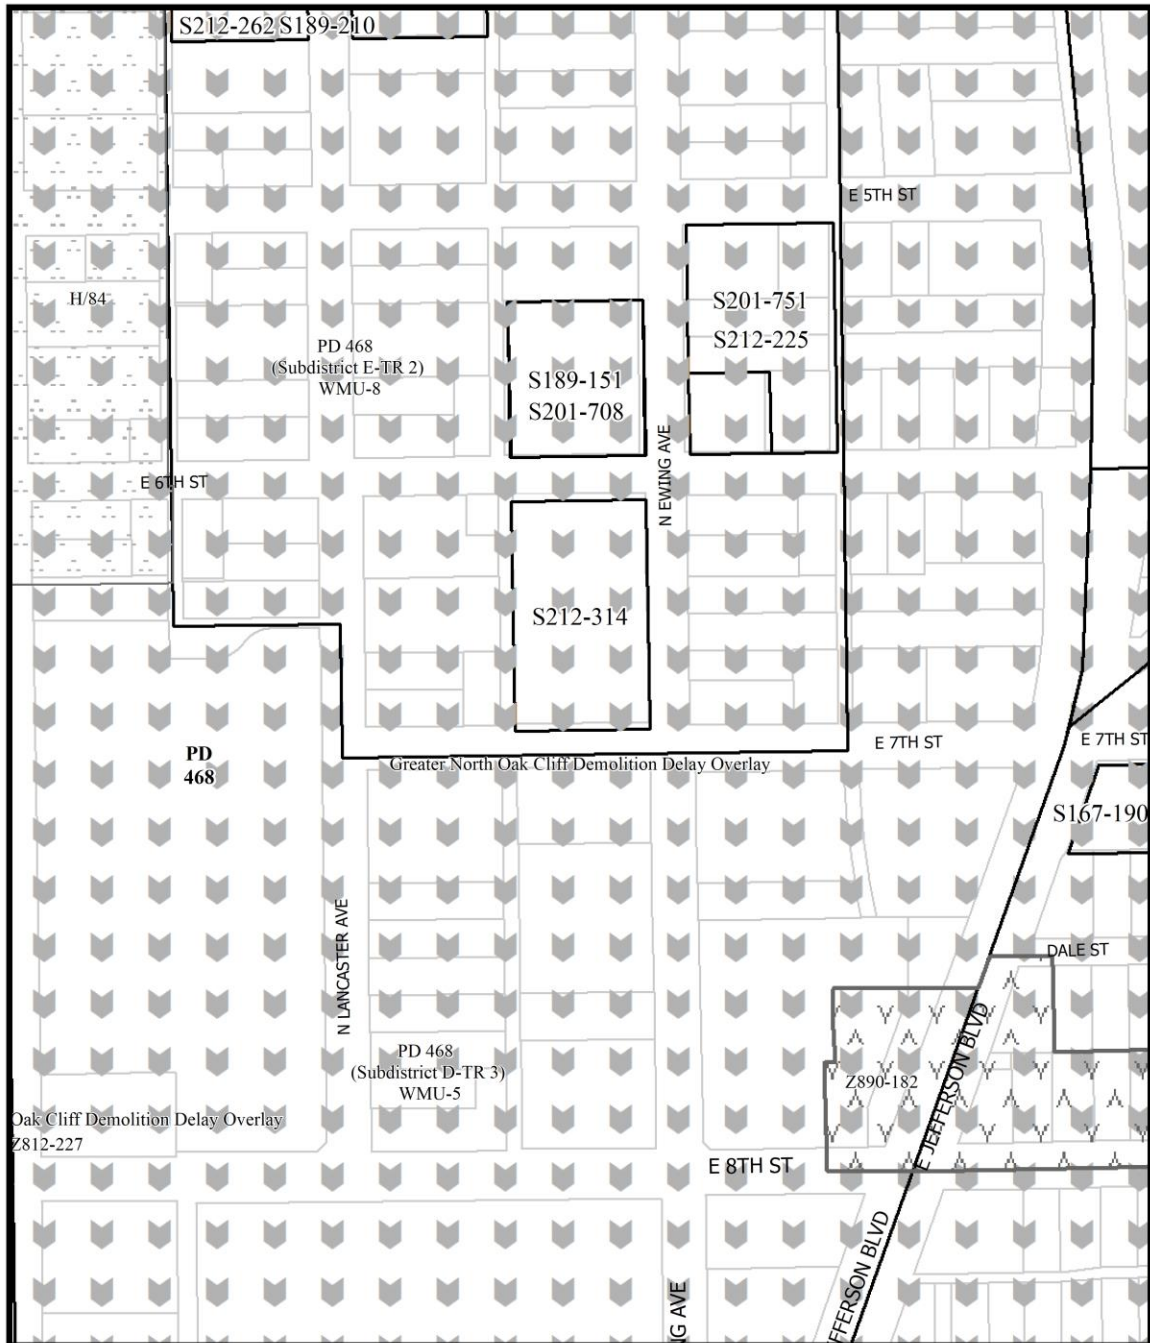 S212-262 S189-210
E 5TH ST
H/84
S201-751
S212-225
PD 468
(Subdistrict E-TR 2)
WMU-8
S189-151
S201-708
N EWING AVE
E 6TH ST
S212-314
E 7TH ST
E 7TH ST
PD
468
Greater North Oak Cliff Demolition Delay Overlay
S167-190
N LANCASTER AVE
DALE ST
PD 468
(Subdistrict D-TR 3)
WMU-5
Z890-182
E JEFFERSON BLVD
Oak Cliff Demolition Delay Overlay
Z812-227
E 8TH ST
FFERSON BLVD
NG AVE